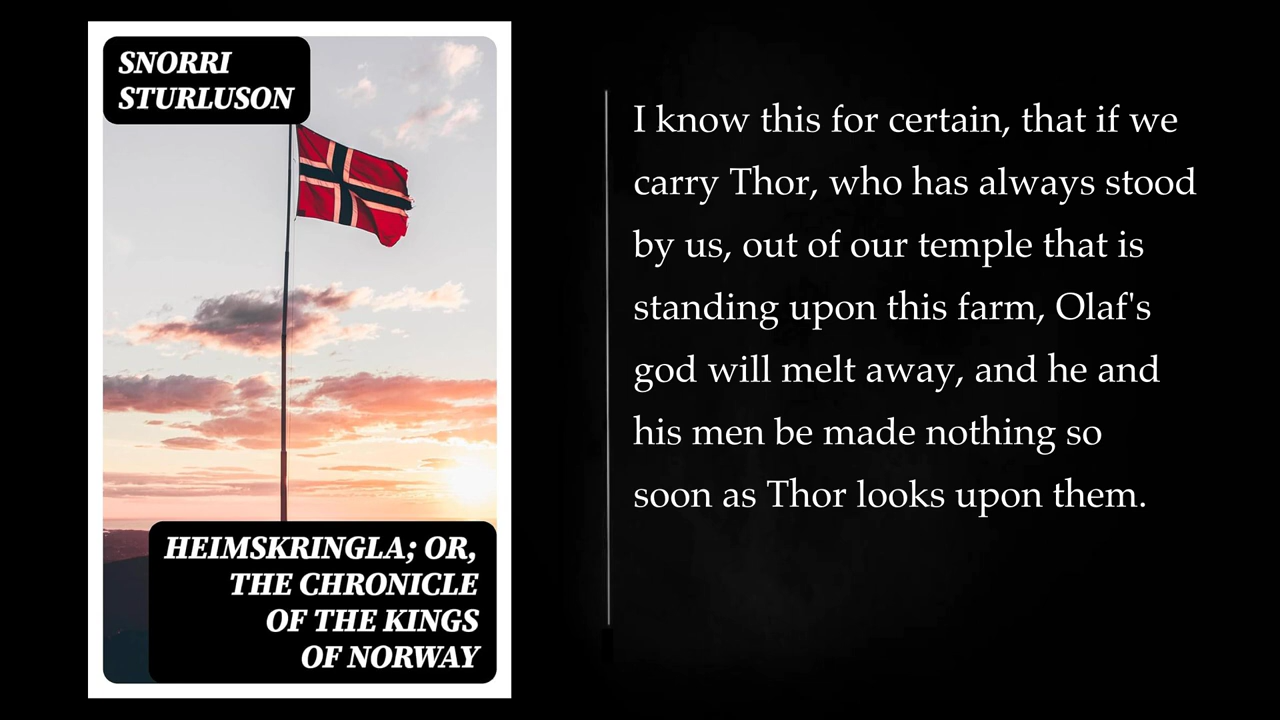 SNORRI
STURLUSON
HEIMSKRINGLA; OR,
THE CHRONICLE
OF THE KINGS
OF NORWAY
I know this for certain, that if we
carry Thor, who has always stood
by us, out of our temple that is
standing upon this farm, Olaf's
god will melt away, and he and
his men be made nothing so
soon as Thor looks upon them.